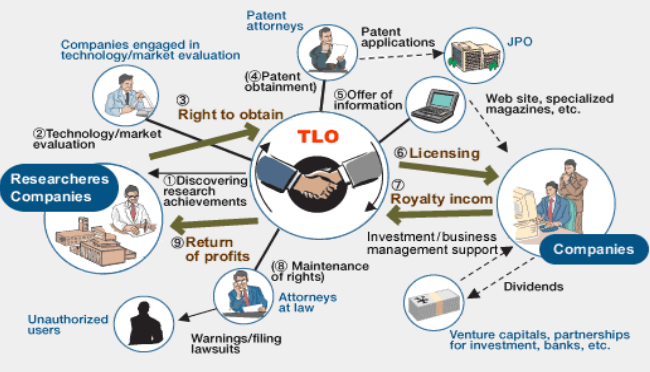 Patent
attorneys
Patent
applications
JPO
Companies engaged in
technology/market evaluation
(④Patent
obtainment)
⑤Offer of
information
Web site, specialized
magazines, etc.
③
Right to obtain
②Technology/market
evaluation
TLO
⑥Licensing
⑦
Royalty incom
Researcheres
Companies
①Discovering
research
achievements
⑨Return
of profits
Investment/business
management support
Companies
(⑧ Maintenance
of rights)
Attorneys
at law
Dividends
Unauthorized
users
Warnings/filing
lawsuits
Venture capitals, partnerships
for investment, banks, etc.